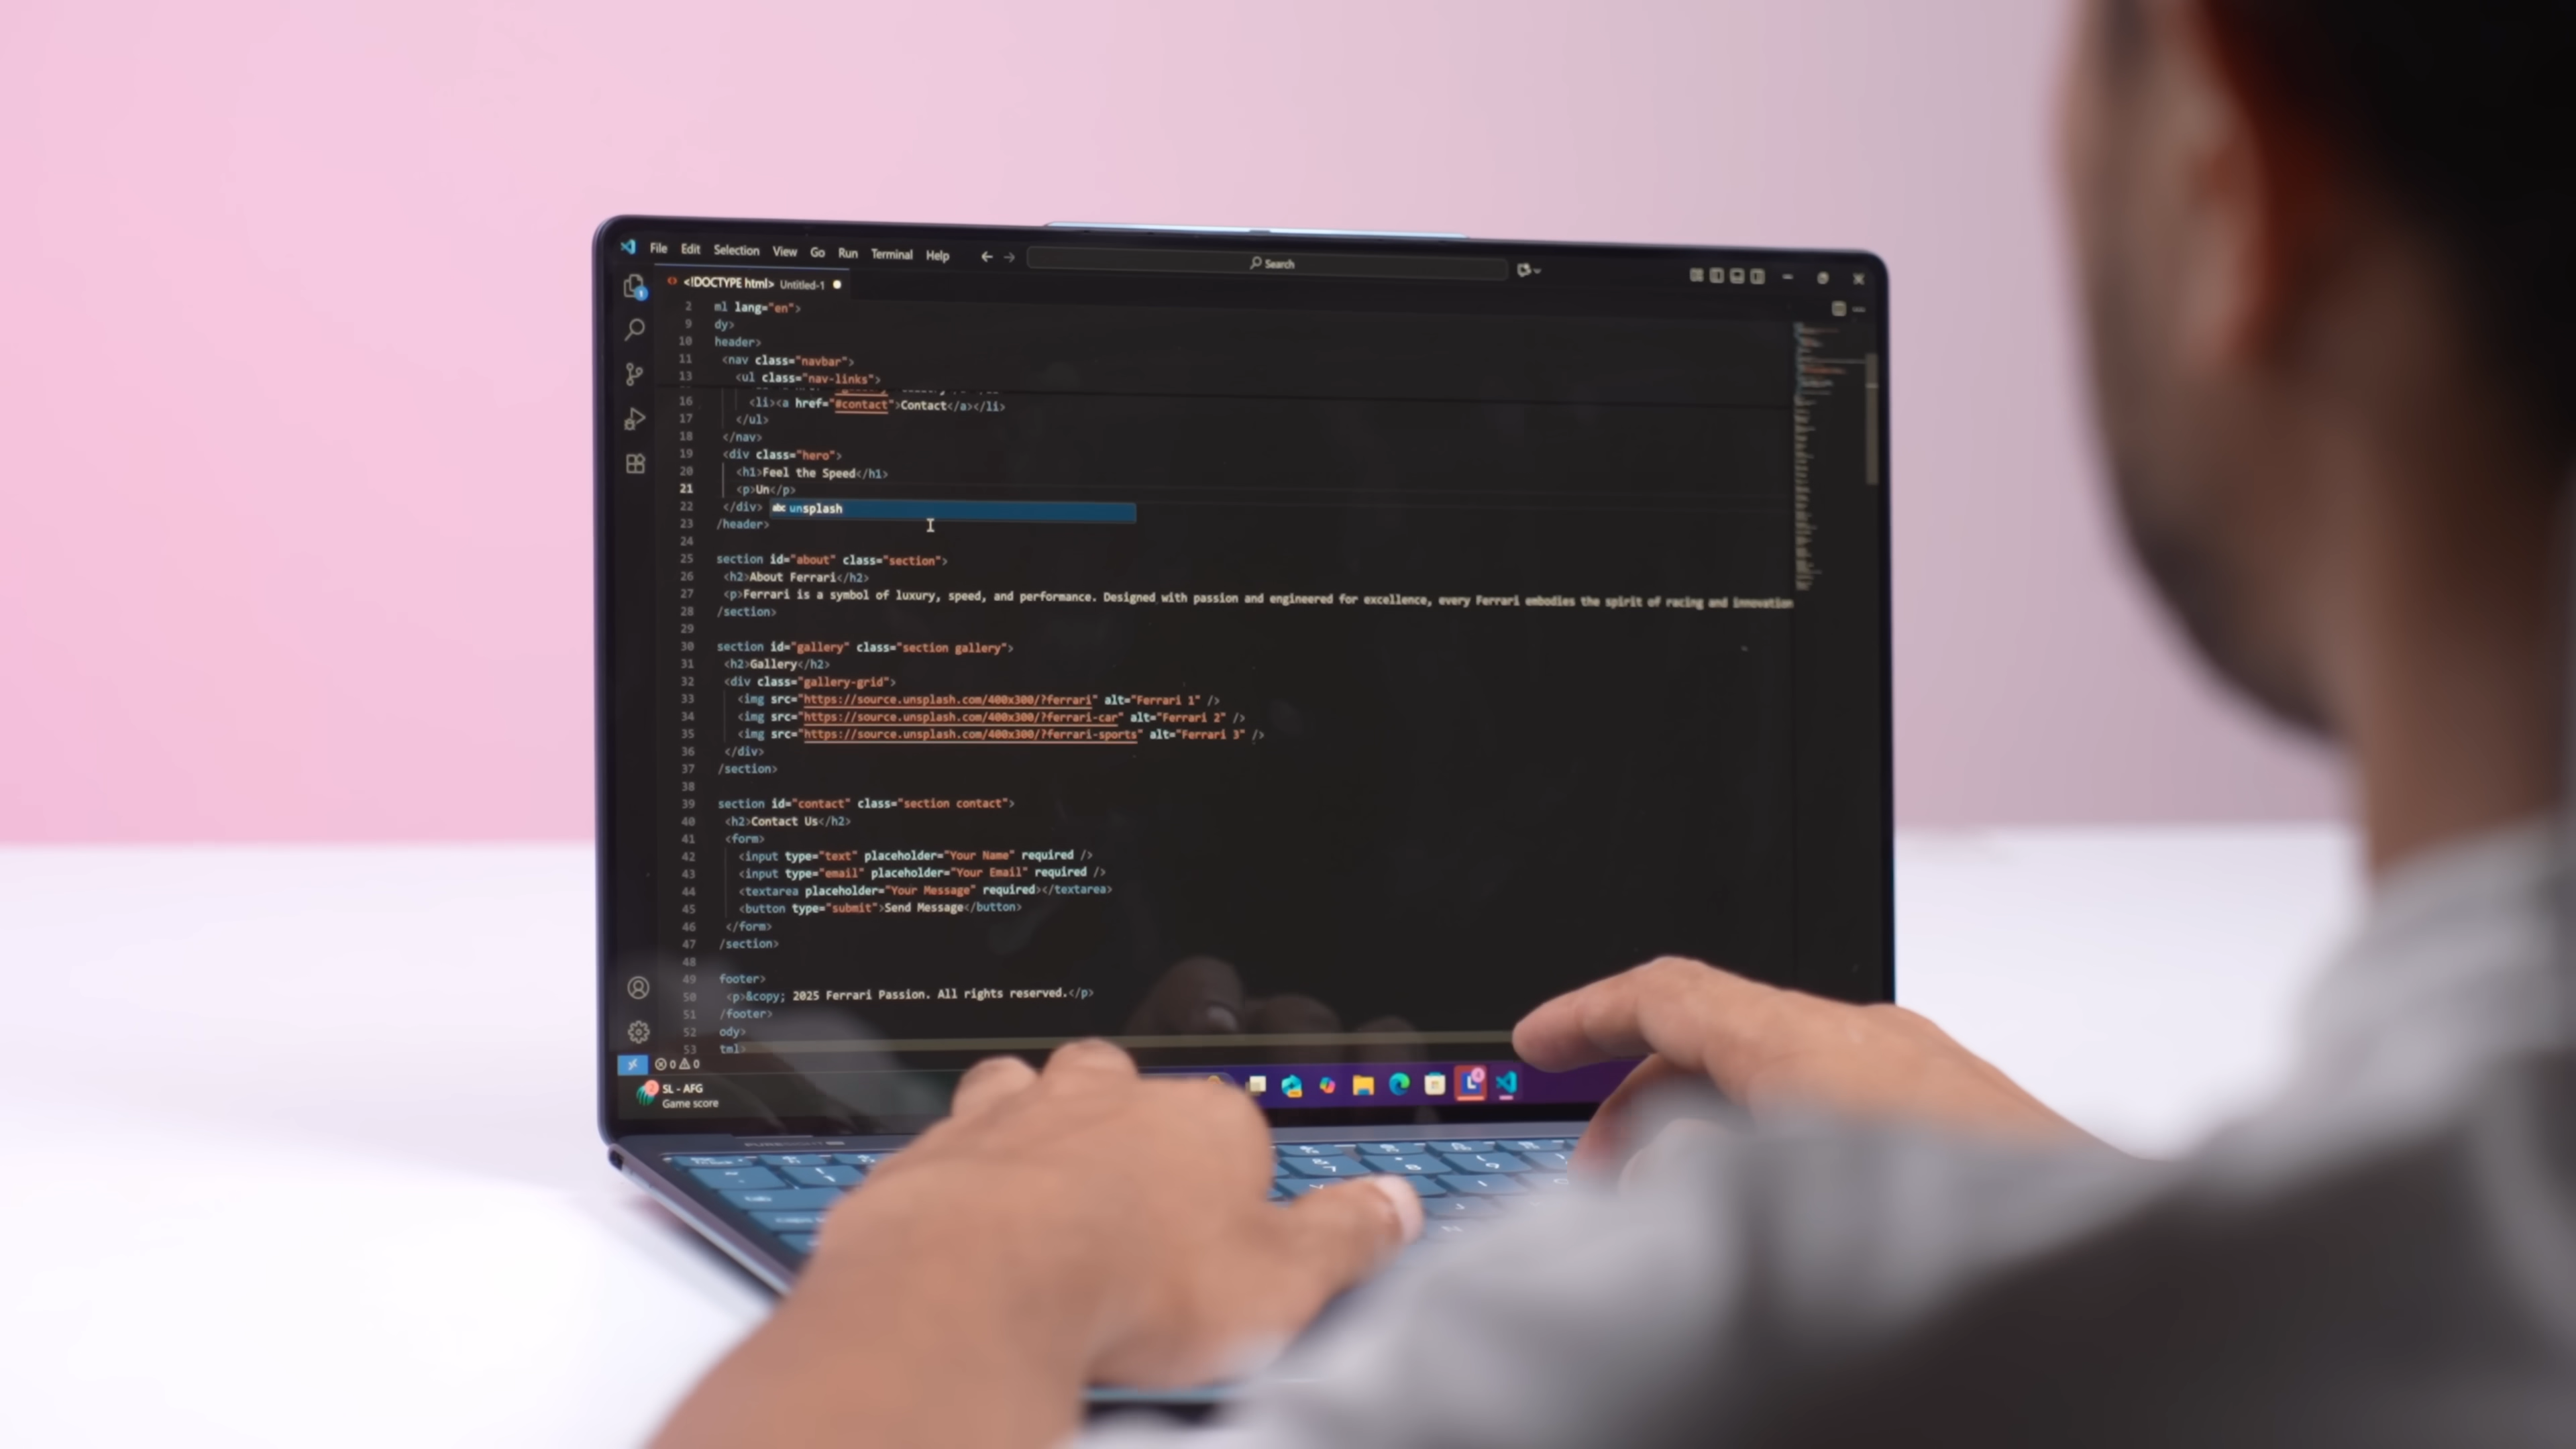 File Edit Selection View Go Run Terminal Help Search
<!DOCTYPE html> Untitled-1
2 ml lang="en">
9 dy>
10 header>
11 <nav class="navbar">
13 <ul class="nav-links">
16 <li><a href="#contact">Contact</a></li>
17 </ul>
18 </nav>
19 <div class="hero">
20 <h1>Feel the Speed</h1>
21 <p>Un</p>
22 </div>
abc unsplash
23 /header>
24
25 section id="about" class="section">
26 <h2>About Ferrari</h2>
27 <p>Ferrari is a symbol of luxury, speed, and performance. Designed with passion and engineered for excellence, every Ferrari embodies the spirit of racing and innovation
28 /section>
29
30 section id="gallery" class="section gallery">
31 <h2>Gallery</h2>
32 <div class="gallery-grid">
33 <img src="https://source.unsplash.com/400x300/?ferrari" alt="Ferrari 1" />
34 <img src="https://source.unsplash.com/400x300/?ferrari-car" alt="Ferrari 2" />
35 <img src="https://source.unsplash.com/400x300/?ferrari-sports" alt="Ferrari 3" />
36 </div>
37 /section>
38
39 section id="contact" class="section contact">
40 <h2>Contact Us</h2>
41 <form>
42 <input type="text" placeholder="Your Name" required />
43 <input type="email" placeholder="Your Email" required />
44 <textarea placeholder="Your Message" required></textarea>
45 <button type="submit">Send Message</button>
46 </form>
47 /section>
48
49 footer>
50 <p>&copy; 2025 Ferrari Passion. All rights reserved.</p>
51 /footer>
52 ody>
53 tml>
0 0
SL - AFG
Game score